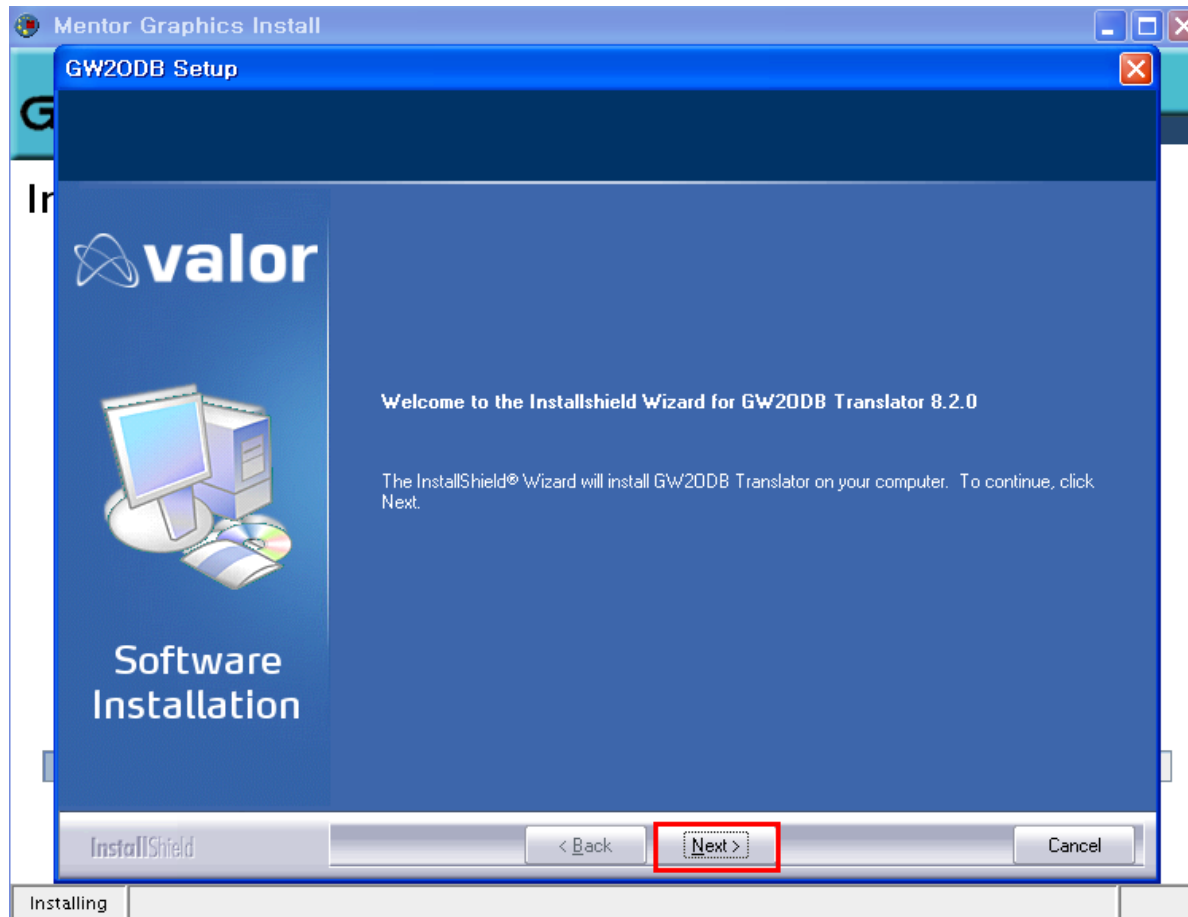 Mentor Graphics Install
GW2ODB Setup
G
In
valor
Welcome to the Installshield Wizard for GW2ODB Translator 8.2.0
The InstallShield® Wizard will install GW2ODB Translator on your computer. To continue, click
Next.
Software
Installation
InstallShield
< Back
Next >
Cancel
Installing